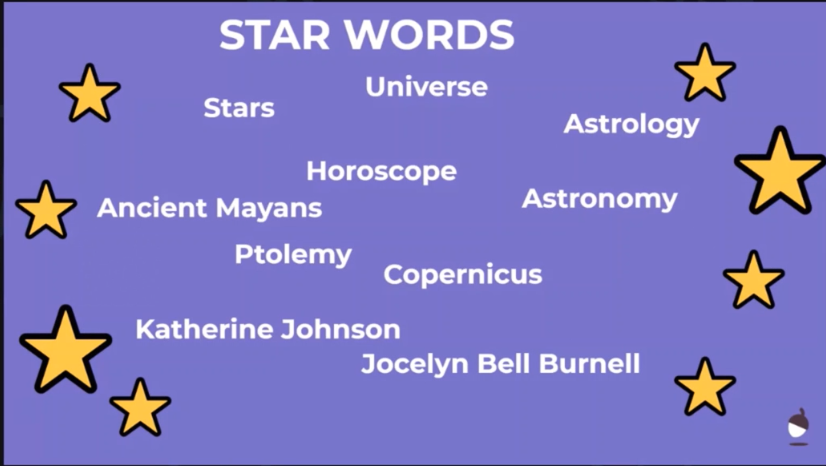 STAR WORDS
Universe
Stars
Astrology
Horoscope
Astronomy
Ancient Mayans
Ptolemy
Copernicus
Katherine Johnson
Jocelyn Bell Burnell